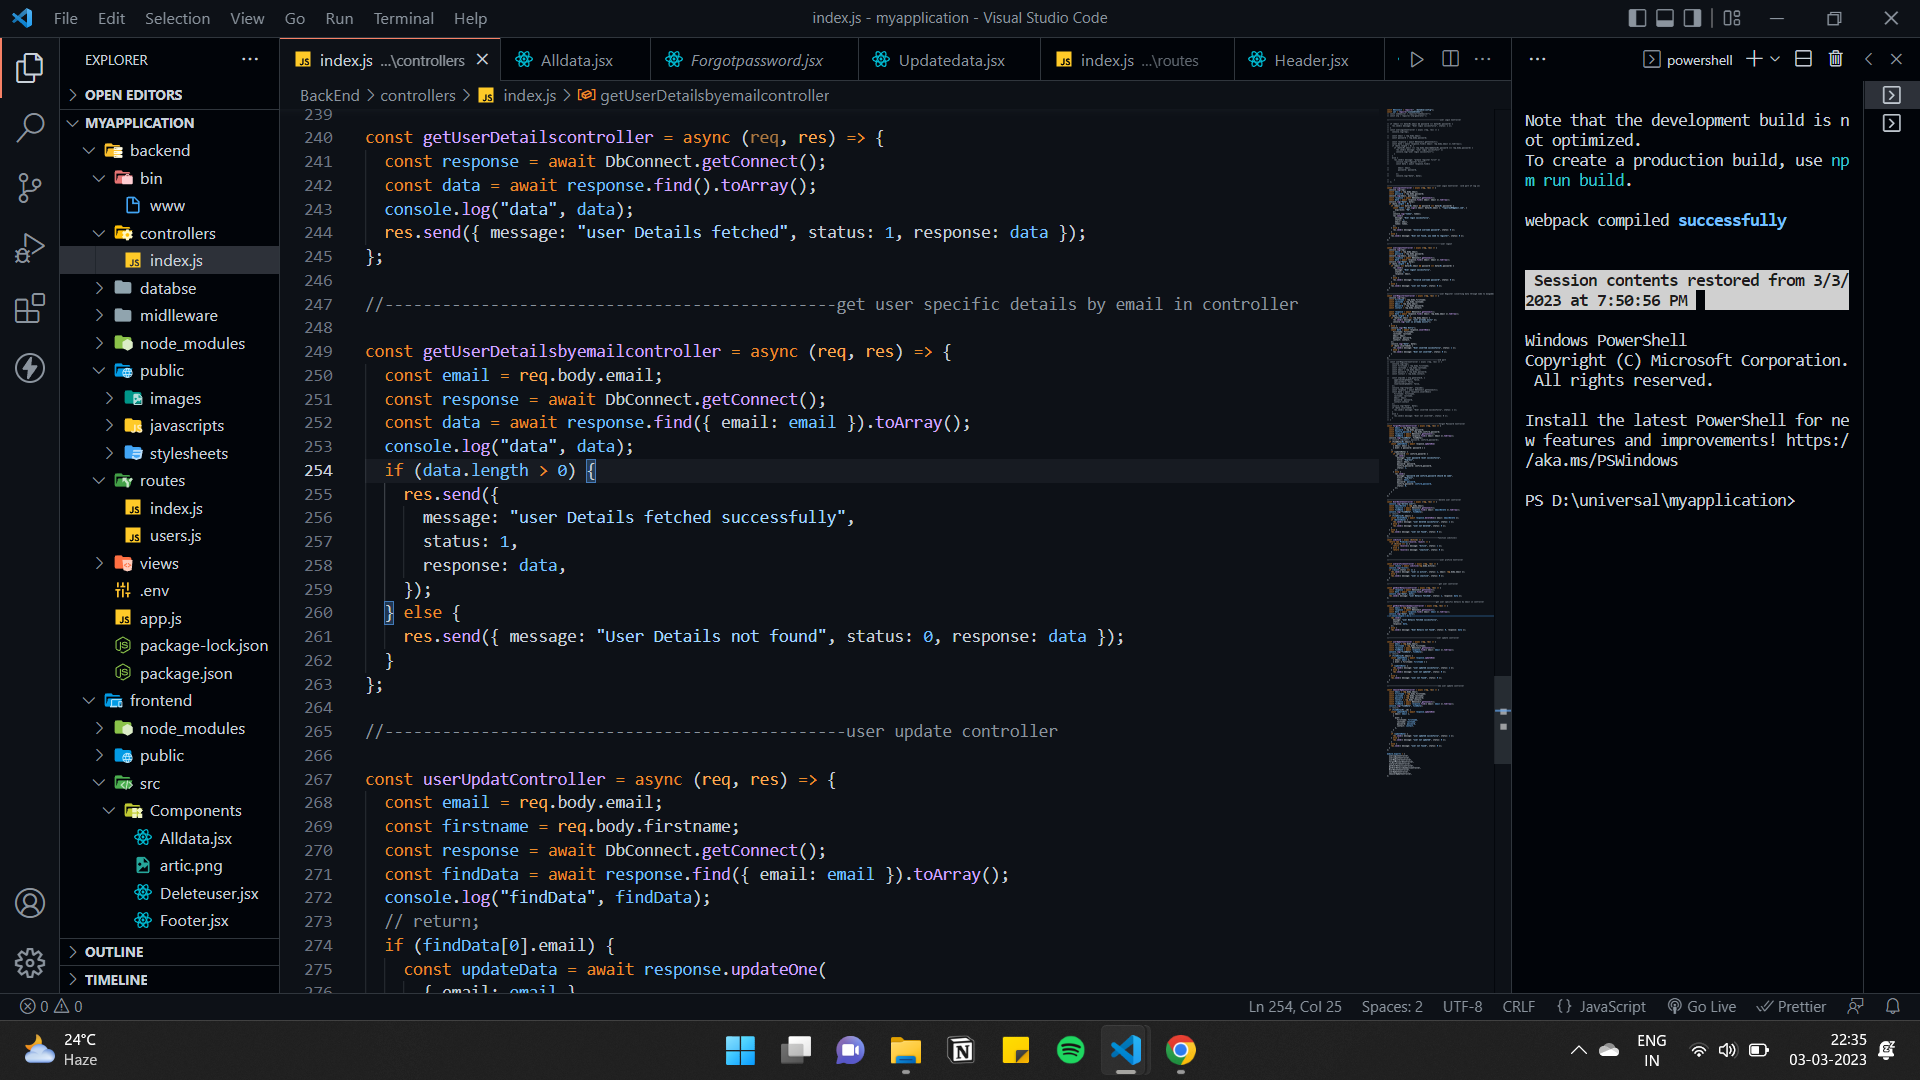 File Edit Selection View Go Run Terminal Help
index.js - myapplication - Visual Studio Code
EXPLORER
OPEN EDITORS
MYAPPLICATION
backend
bin
www
controllers
index.js
databse
midlleware
node_modules
public
images
javascripts
stylesheets
routes
index.js
users.js
views
.env
app.js
package-lock.json
package.json
frontend
node_modules
public
src
Components
Alldata.jsx
artic.png
Deleteuser.jsx
Footer.jsx
OUTLINE
TIMELINE
index.js ...\controllers
Alldata.jsx
Forgotpassword.jsx
Updatedata.jsx
index.js ...\routes
Header.jsx
BackEnd > controllers > index.js > getUserDetailsbyemailcontroller
239
240 const getUserDetailscontroller = async (req, res) => {
241 const response = await DbConnect.getConnect();
242 const data = await response.find().toArray();
243 console.log("data", data);
244 res.send({ message: "user Details fetched", status: 1, response: data });
245 };
246
247 //-----------------------------------------------get user specific details by email in controller
248
249 const getUserDetailsbyemailcontroller = async (req, res) => {
250 const email = req.body.email;
251 const response = await DbConnect.getConnect();
252 const data = await response.find({ email: email }).toArray();
253 console.log("data", data);
254 if (data.length > 0) {
255 res.send({
256 message: "user Details fetched successfully",
257 status: 1,
258 response: data,
259 });
260 } else {
261 res.send({ message: "User Details not found", status: 0, response: data });
262 }
263 };
264
265 //------------------------------------------------user update controller
266
267 const userUpdatController = async (req, res) => {
268 const email = req.body.email;
269 const firstname = req.body.firstname;
270 const response = await DbConnect.getConnect();
271 const findData = await response.find({ email: email }).toArray();
272 console.log("findData", findData);
273 // return;
274 if (findData[0].email) {
275 const updateData = await response.updateOne(
276 { email: email }
powershell
Note that the development build is n
ot optimized.
To create a production build, use np
m run build.
webpack compiled successfully
Session contents restored from 3/3/
2023 at 7:50:56 PM
Windows PowerShell
Copyright (C) Microsoft Corporation.
All rights reserved.
Install the latest PowerShell for ne
w features and improvements! https:/
/aka.ms/PSWindows
PS D:\universal\myapplication>
0 0
Ln 254, Col 25 Spaces: 2 UTF-8 CRLF {} JavaScript Go Live Prettier
24°C
Haze
ENG
IN
22:35
03-03-2023